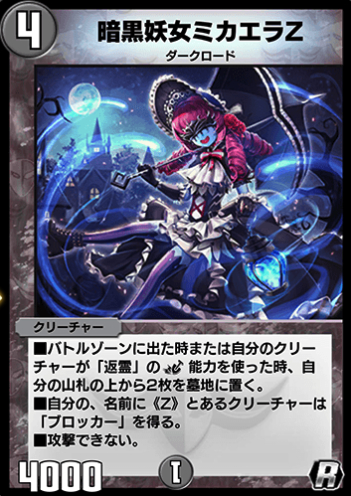 4
暗黒妖女ミカエラZ
ダークロード
クリーチャー
■バトルゾーンに出た時または自分のクリー
チャーが「返霊」の 能力を使った時、自
分の山札の上から2枚を墓地に置く。
■自分の、名前に《Z》とあるクリーチャーは
「ブロッカー」を得る。
■攻撃できない。
4000
I
R